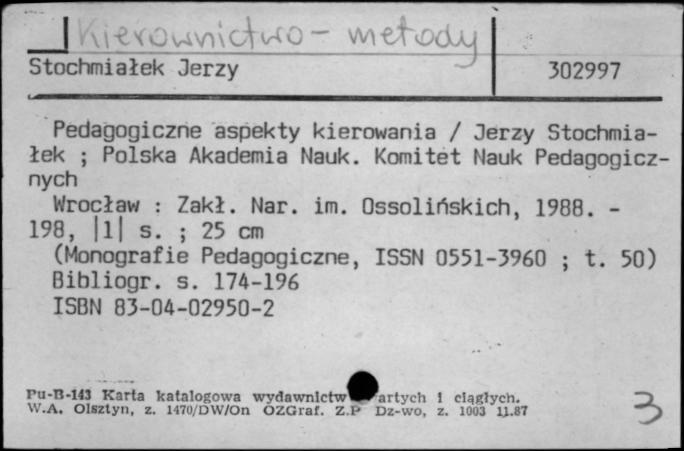 Kierownictwo - metody
Stochmiałek Jerzy 302997
Pedagogiczne aspekty kierowania / Jerzy Stochmia-
łek ; Polska Akademia Nauk. Komitet Nauk Pedagogicz-
nych
Wrocław : Zakł. Nar. im. Ossolińskich, 1988. -
198, |1| s. ; 25 cm
(Monografie Pedagogiczne, ISSN 0551-3960 ; t. 50)
Bibliogr. s. 174-196
ISBN 83-04-02950-2
Pu-B-143 Karta katalogowa wydawnictw artych i ciągłych.
W.A. Olsztyn, z. 1470/DW/On OZGraf. Z.P Dz-wo, z. 1003 11.87
3